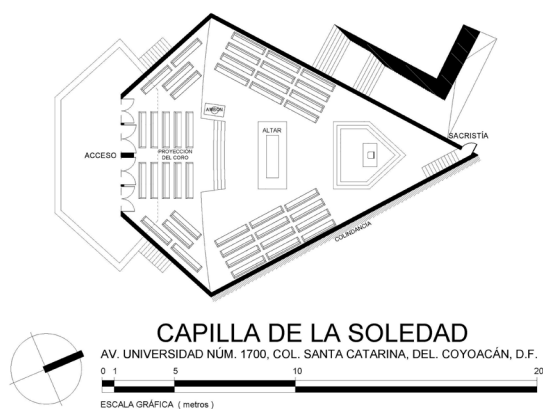 AMBÓN
ALTAR
SACRISTÍA
ACCESO
PROYECCION
DEL CORO
COLINDANCIA
CAPILLA DE LA SOLEDAD
AV. UNIVERSIDAD NÚM. 1700, COL. SANTA CATARINA, DEL. COYOACÁN, D.F.
0 1 5 10 20
ESCALA GRÁFICA ( metros )